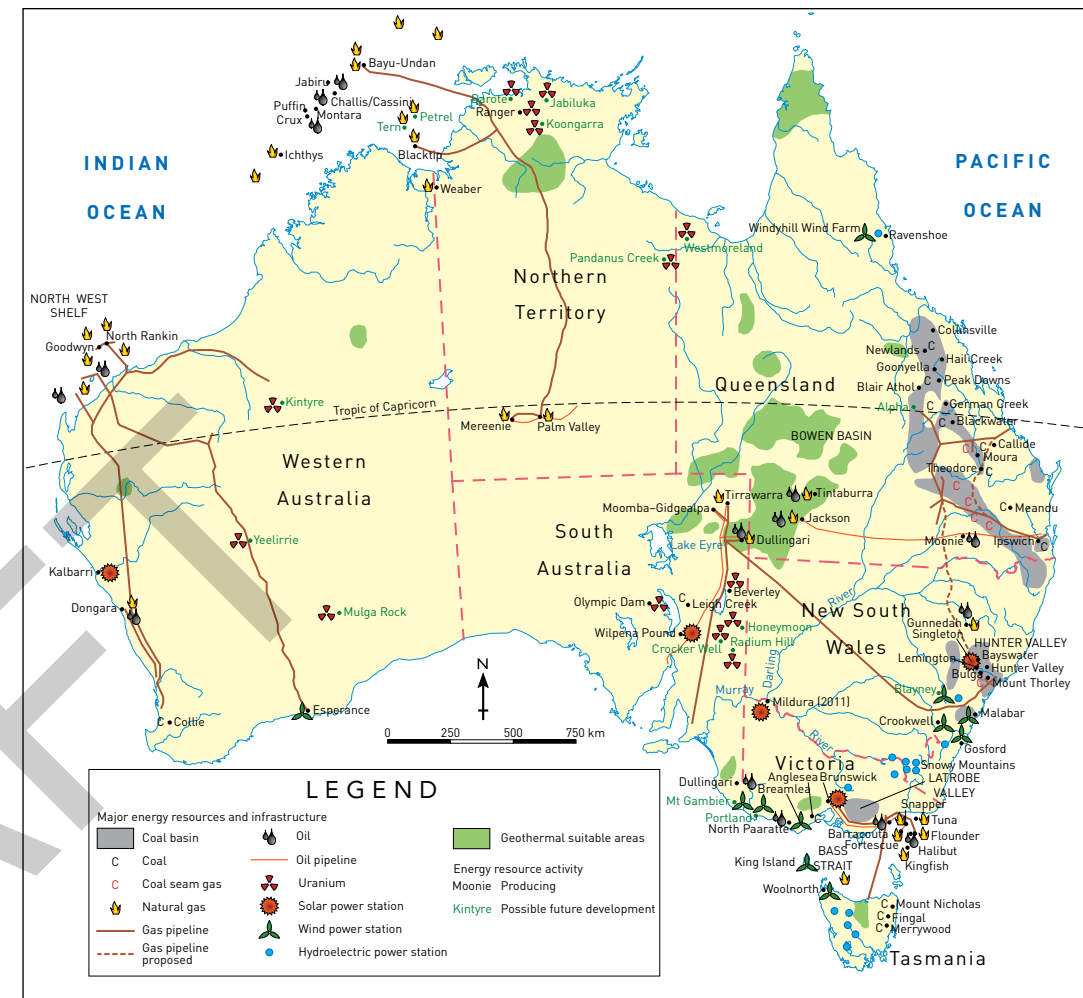 Bayu-Undan
Jabiru
Challis/Cassini
Puffin
Montara
Crux
Petrel
Tern
Blacktip
Ichthys
Weaber
Barote
Jabiluka
Ranger
Koongarra
INDIAN
OCEAN
PACIFIC
OCEAN
Windyhill Wind Farm
Ravenshoe
Westmoreland
Pandanus Creek
Northern
Territory
NORTH WEST
SHELF
North Rankin
Goodwyn
Collinsville
Newlands
Hail Creek
Goonyella
Peak Downs
Blair Athol
German Creek
Alpha
Blackwater
Queensland
Kintyre
Tropic of Capricorn
Mereenie
Palm Valley
BOWEN BASIN
C
C
C
C
C
C
Callide
Moura
Theodore
C
C
C
C
C
C
Meandu
Western
Australia
Tirrawarra
Tintaburra
Moomba–Gidgealpa
Jackson
South
Australia
Lake Eyre
Dullingari
Moonie
Ipswich
C
Yeelirrie
Kalbarri
Dongara
Mulga Rock
Olympic Dam
C
Leigh Creek
Beverley
Wilpena Pound
Honeymoon
Crocker Well
Radium Hill
New South
Wales
River
Darling
Gunnedah
Singleton
HUNTER VALLEY
Bayswater
Lemington
Hunter Valley
Bulga
C
Mount Thorley
Blayney
Malabar
Crookwell
Gosford
N
Murray
Mildura (2011)
River
Snowy Mountains
C
Collie
Esperance
0 250 500 750 km
Victoria
Dullingari
Anglesea
Brunswick
Breamlea
LATROBE
VALLEY
Mt Gambier
Portland
North Paaratte
C
Snapper
Tuna
Barracouta
Flounder
Fortescue
Halibut
Kingfish
BASS
STRAIT
King Island
Woolnorth
C
Mount Nicholas
C
Fingal
C
Merrywood
Tasmania
LEGEND
Major energy resources and infrastructure
Coal basin
C
Coal
C
Coal seam gas
Natural gas
Gas pipeline
Gas pipeline
proposed
Oil
Oil pipeline
Uranium
Solar power station
Wind power station
Hydroelectric power station
Geothermal suitable areas
Energy resource activity
Moonie Producing
Kintyre Possible future development